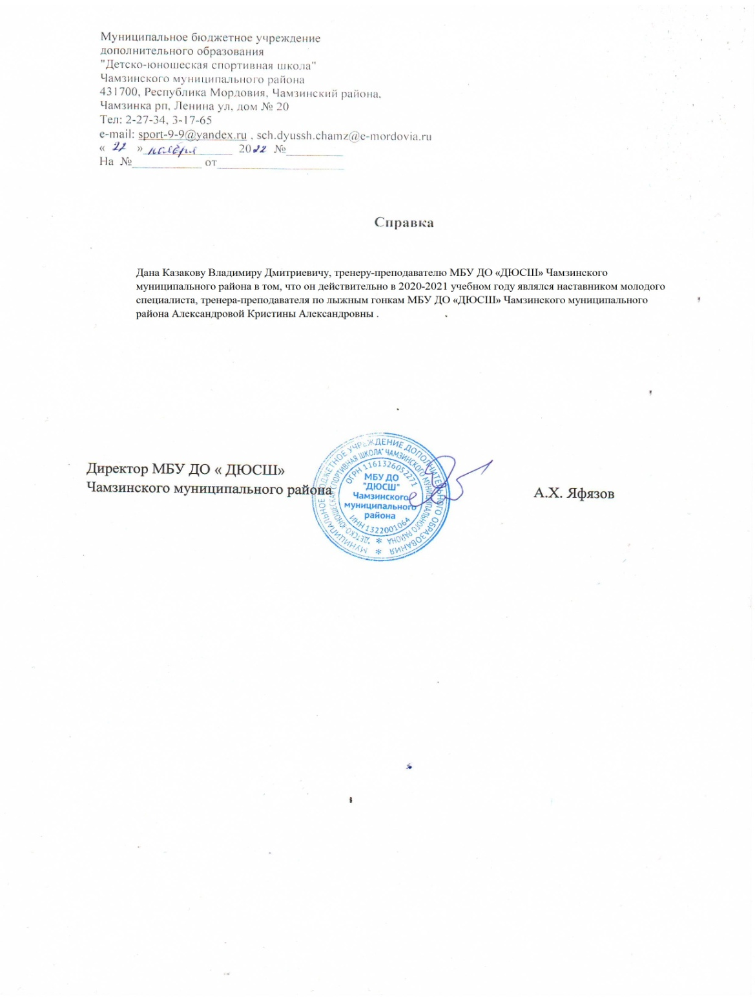 Муниципальное бюджетное учреждение
дополнительного образования
"Детско-юношеская спортивная школа"
Чамзинского муниципального района
431700, Республика Мордовия, Чамзинский района,
Чамзинка рп, Ленина ул, дом № 20
Тел: 2-27-34, 3-17-65
e-mail: sport-9-9@yandex.ru , sch.dyussh.chamz@e-mordovia.ru
« 22 » ноября 2022 №__________
На №____________ от______________________
Справка
Дана Казакову Владимиру Дмитриевичу, тренеру-преподавателю МБУ ДО «ДЮСШ» Чамзинского
муниципального района в том, что он действительно в 2020-2021 учебном году являлся наставником молодого
специалиста, тренера-преподавателя по лыжным гонкам МБУ ДО «ДЮСШ» Чамзинского муниципального
района Александровой Кристины Александровны .
Директор МБУ ДО « ДЮСШ»
Чамзинского муниципального района
А.Х. Яфязов
МУНИЦИПАЛЬНОЕ БЮДЖЕТНОЕ УЧРЕЖДЕНИЕ ДОПОЛНИТЕЛЬНОГО ОБРАЗОВАНИЯ
"ДЕТСКО-ЮНОШЕСКАЯ СПОРТИВНАЯ ШКОЛА" ЧАМЗИНСКОГО МУНИЦИПАЛЬНОГО РАЙОНА
ОГРН 1161326052271
МБУ ДО
"ДЮСШ"
Чамзинского
муниципального
района
ИНН 1322001064